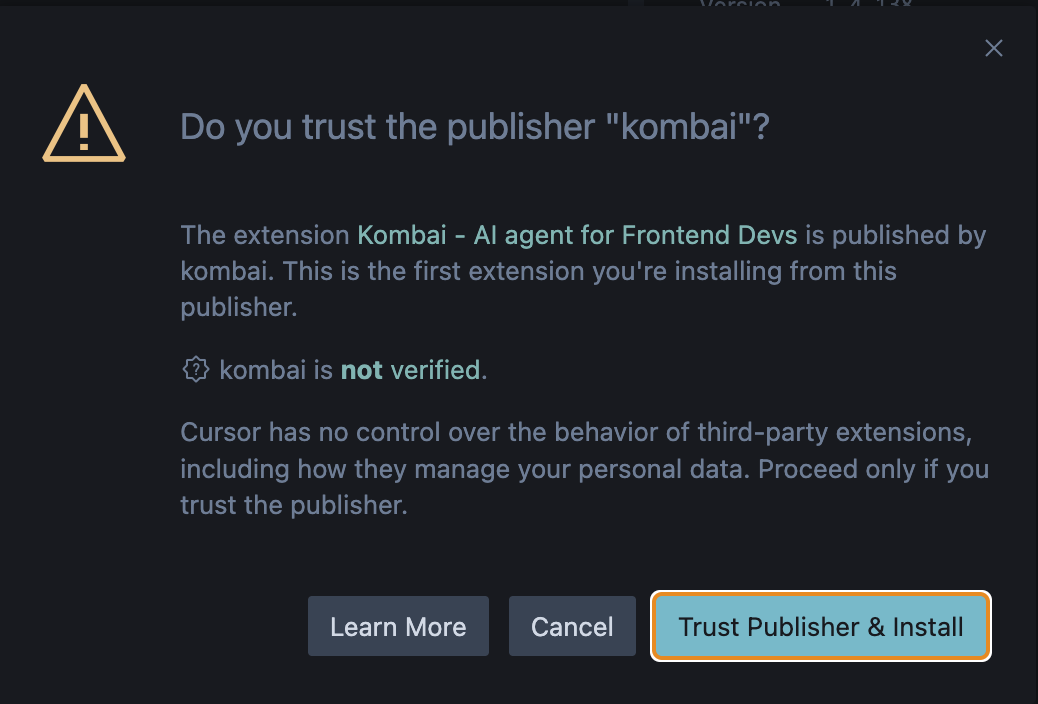 Version 1.4.138
Do you trust the publisher "kombai"?
The extension Kombai - AI agent for Frontend Devs is published by
kombai. This is the first extension you're installing from this
publisher.
kombai is not verified.
Cursor has no control over the behavior of third-party extensions,
including how they manage your personal data. Proceed only if you
trust the publisher.
Learn More
Cancel
Trust Publisher & Install